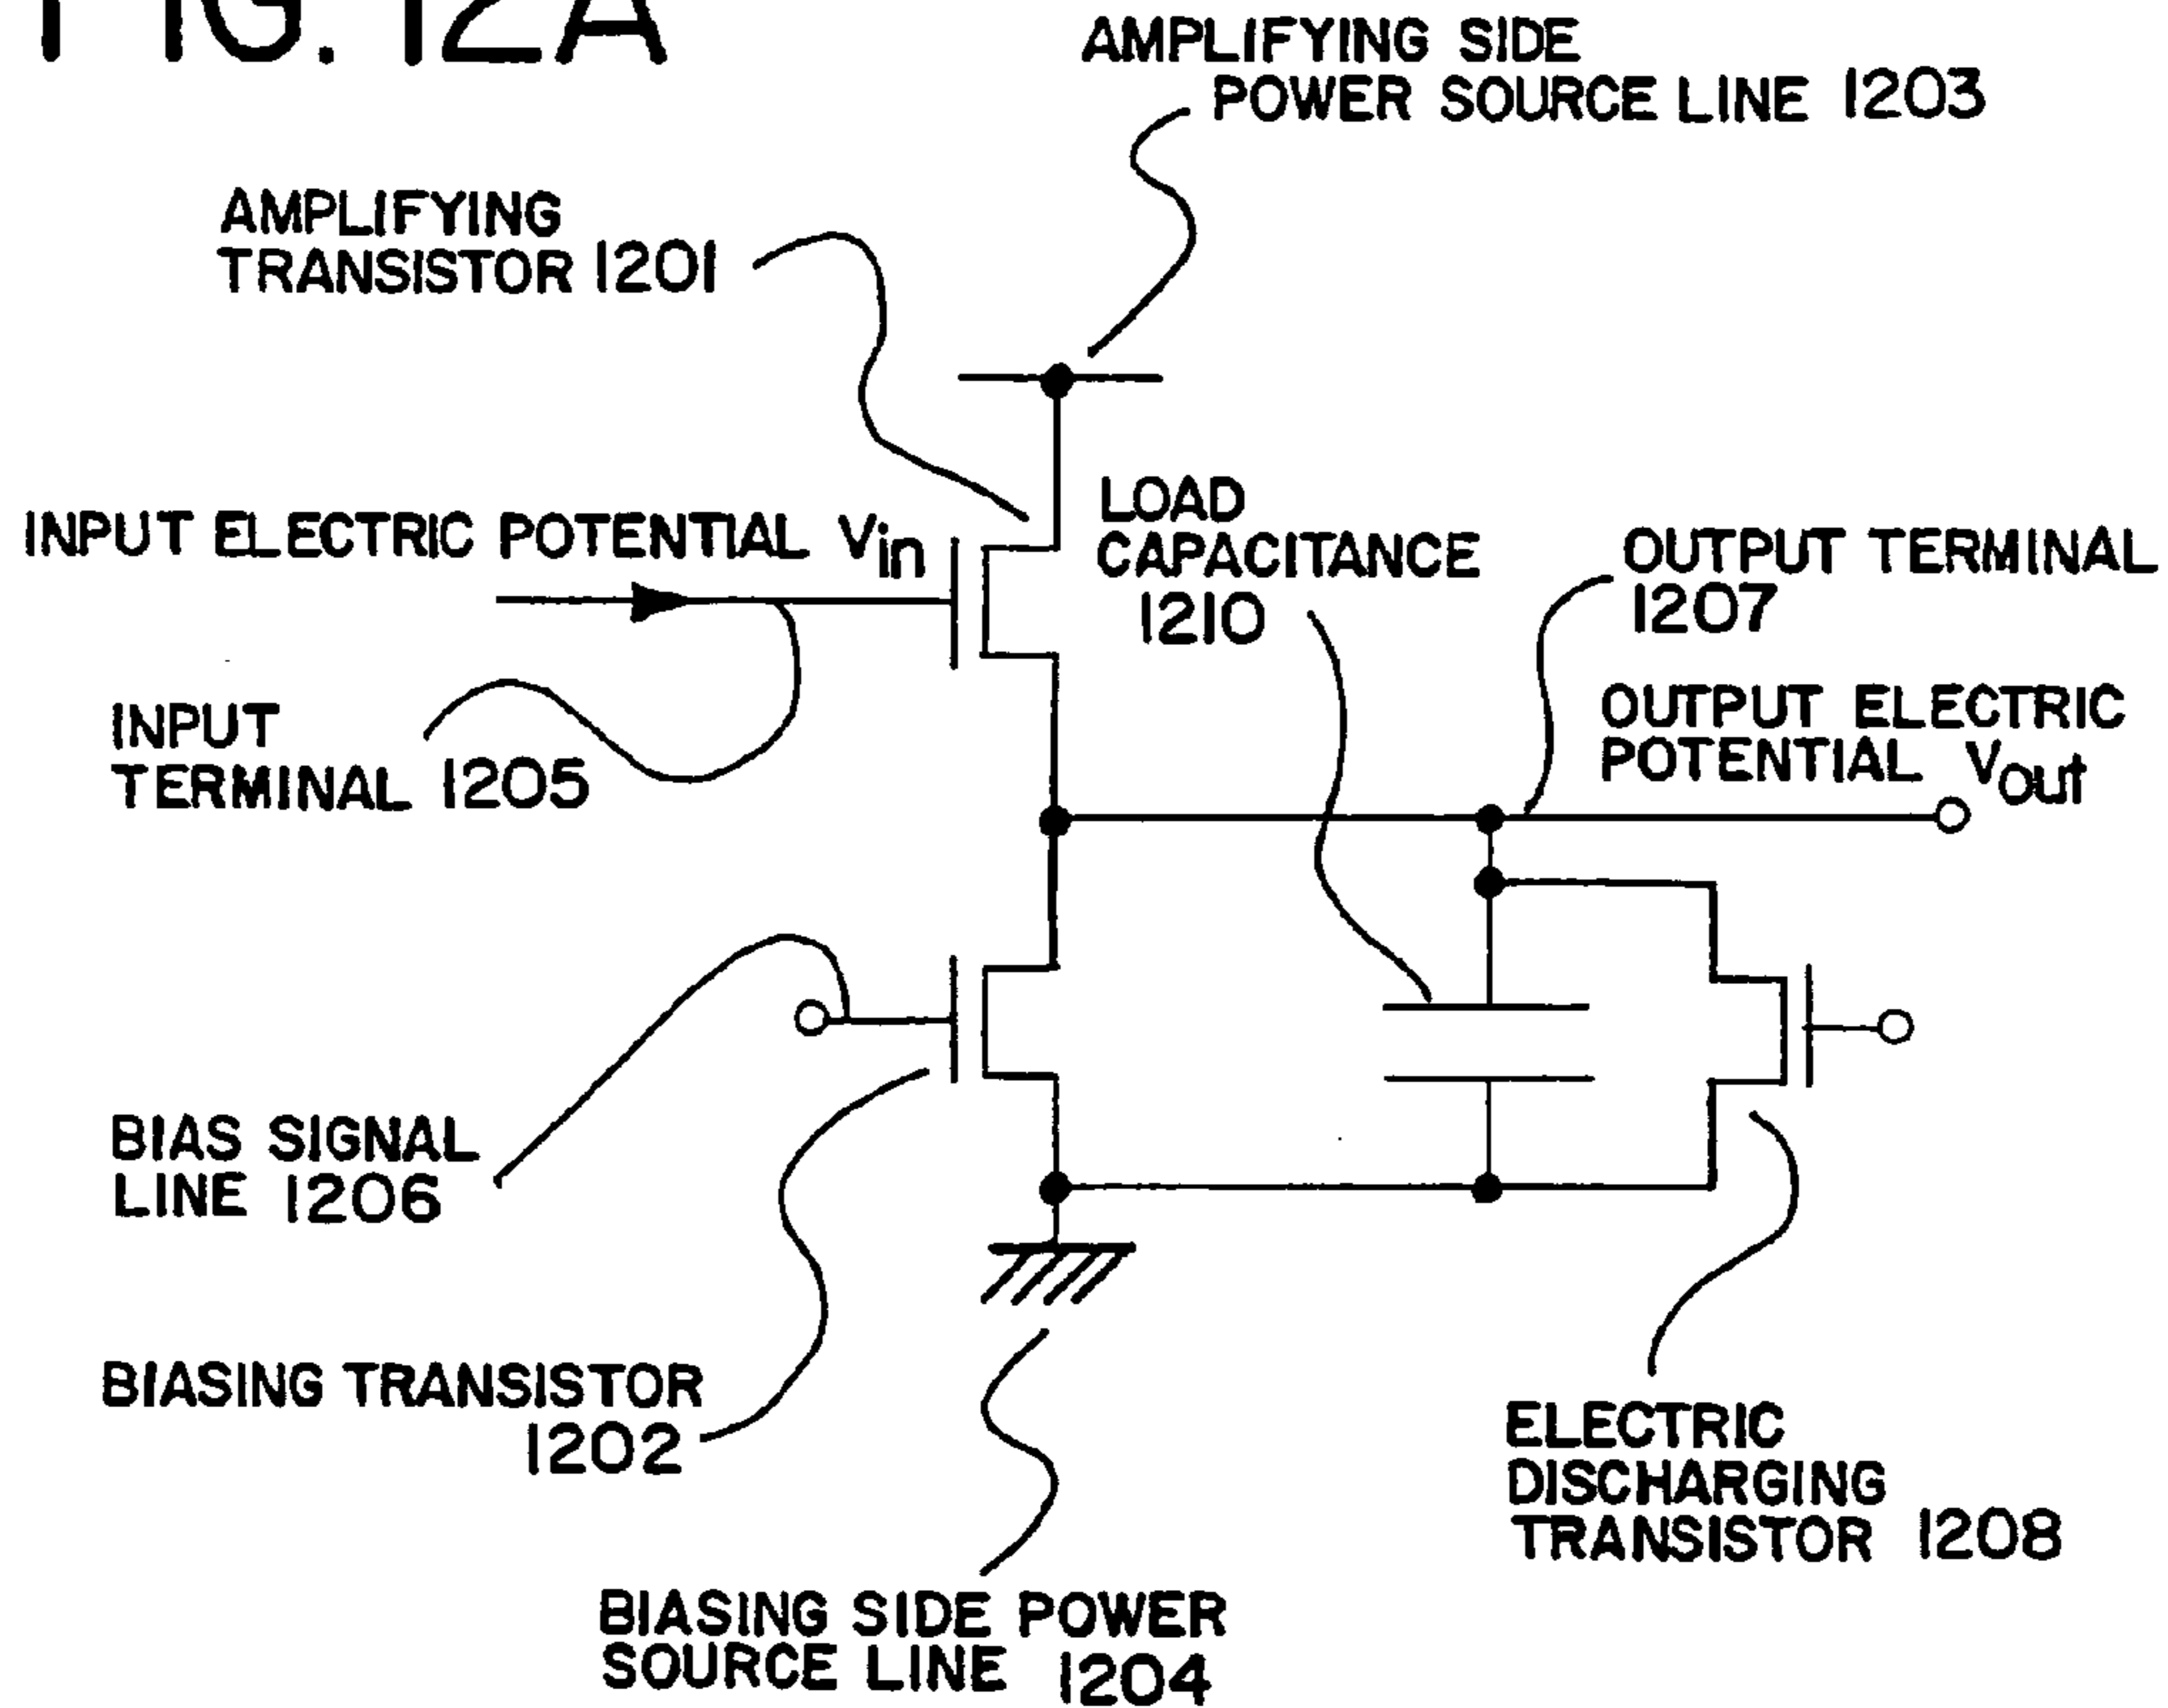 FIG. 12A
AMPLIFYING SIDE
POWER SOURCE LINE 1203
AMPLIFYING
TRANSISTOR 1201
INPUT ELECTRIC POTENTIAL Vin
LOAD
CAPACITANCE
1210
OUTPUT TERMINAL
1207
INPUT
TERMINAL 1205
OUTPUT ELECTRIC
POTENTIAL Vout
BIAS SIGNAL
LINE 1206
BIASING TRANSISTOR
1202
ELECTRIC
DISCHARGING
TRANSISTOR 1208
BIASING SIDE POWER
SOURCE LINE 1204